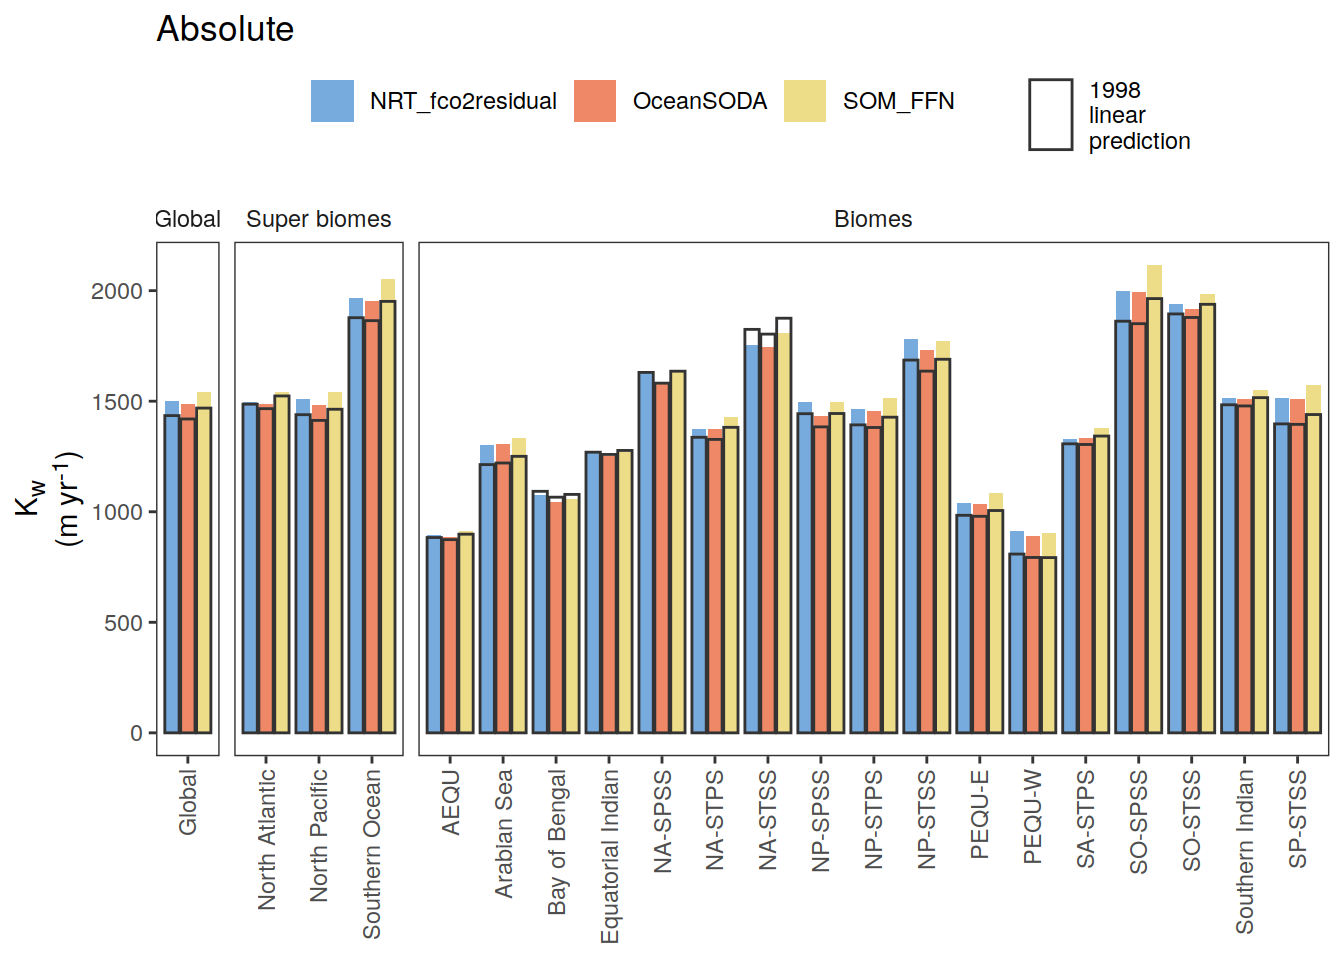 Absolute
NRT_fco2residual
OceanSODA
SOM_FFN
1998
linear
prediction
Global
Super biomes
Biomes
Kw
(m yr-1)
2000
1500
1000
500
0
Global
North Atlantic
North Pacific
Southern Ocean
AEQU
Arabian Sea
Bay of Bengal
Equatorial Indian
NA-SPSS
NA-STPS
NA-STSS
NP-SPSS
NP-STPS
NP-STSS
PEQU-E
PEQU-W
SA-STPS
SO-SPSS
SO-STSS
Southern Indian
SP-STSS